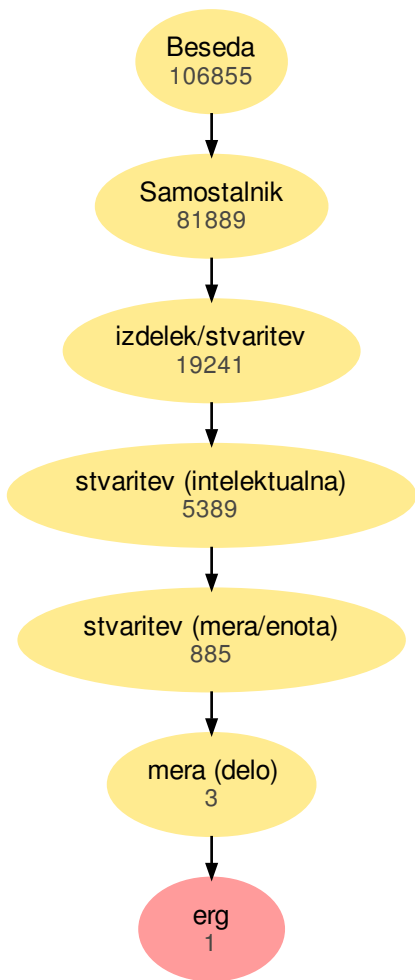 Beseda
106855
Samostalnik
81889
izdelek/stvaritev
19241
stvaritev (intelektualna)
5389
stvaritev (mera/enota)
885
mera (delo)
3
erg
1